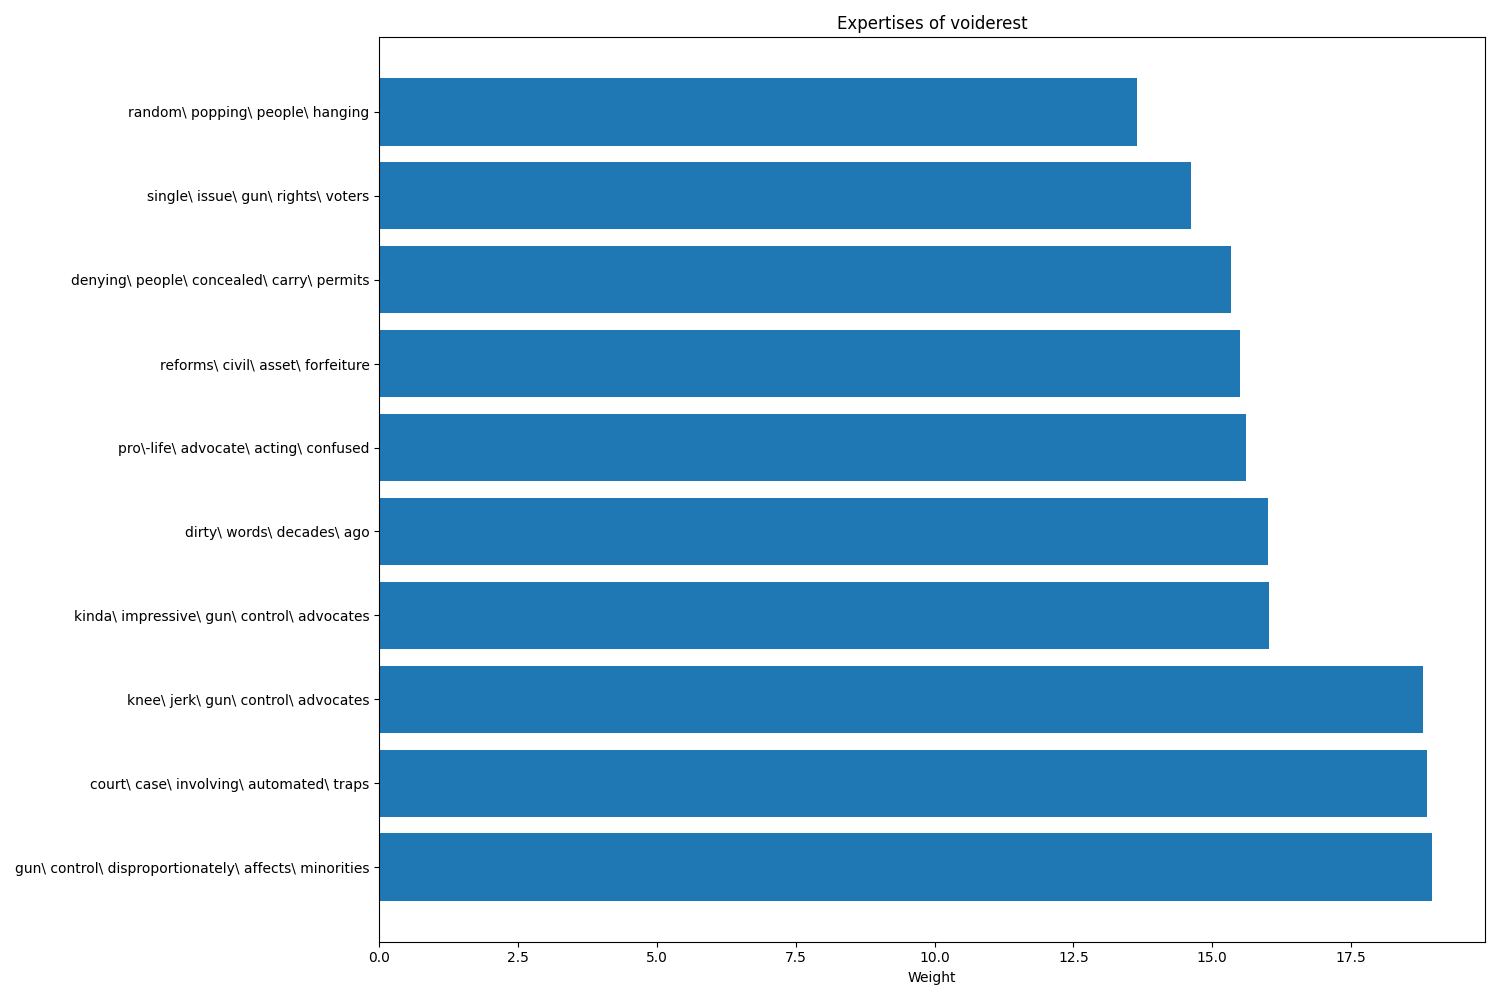 Expertises of voiderest
random\ popping\ people\ hanging
single\ issue\ gun\ rights\ voters
denying\ people\ concealed\ carry\ permits
reforms\ civil\ asset\ forfeiture
pro\-life\ advocate\ acting\ confused
dirty\ words\ decades\ ago
kinda\ impressive\ gun\ control\ advocates
knee\ jerk\ gun\ control\ advocates
court\ case\ involving\ automated\ traps
gun\ control\ disproportionately\ affects\ minorities
0.0 2.5 5.0 7.5 10.0 12.5 15.0 17.5
Weight